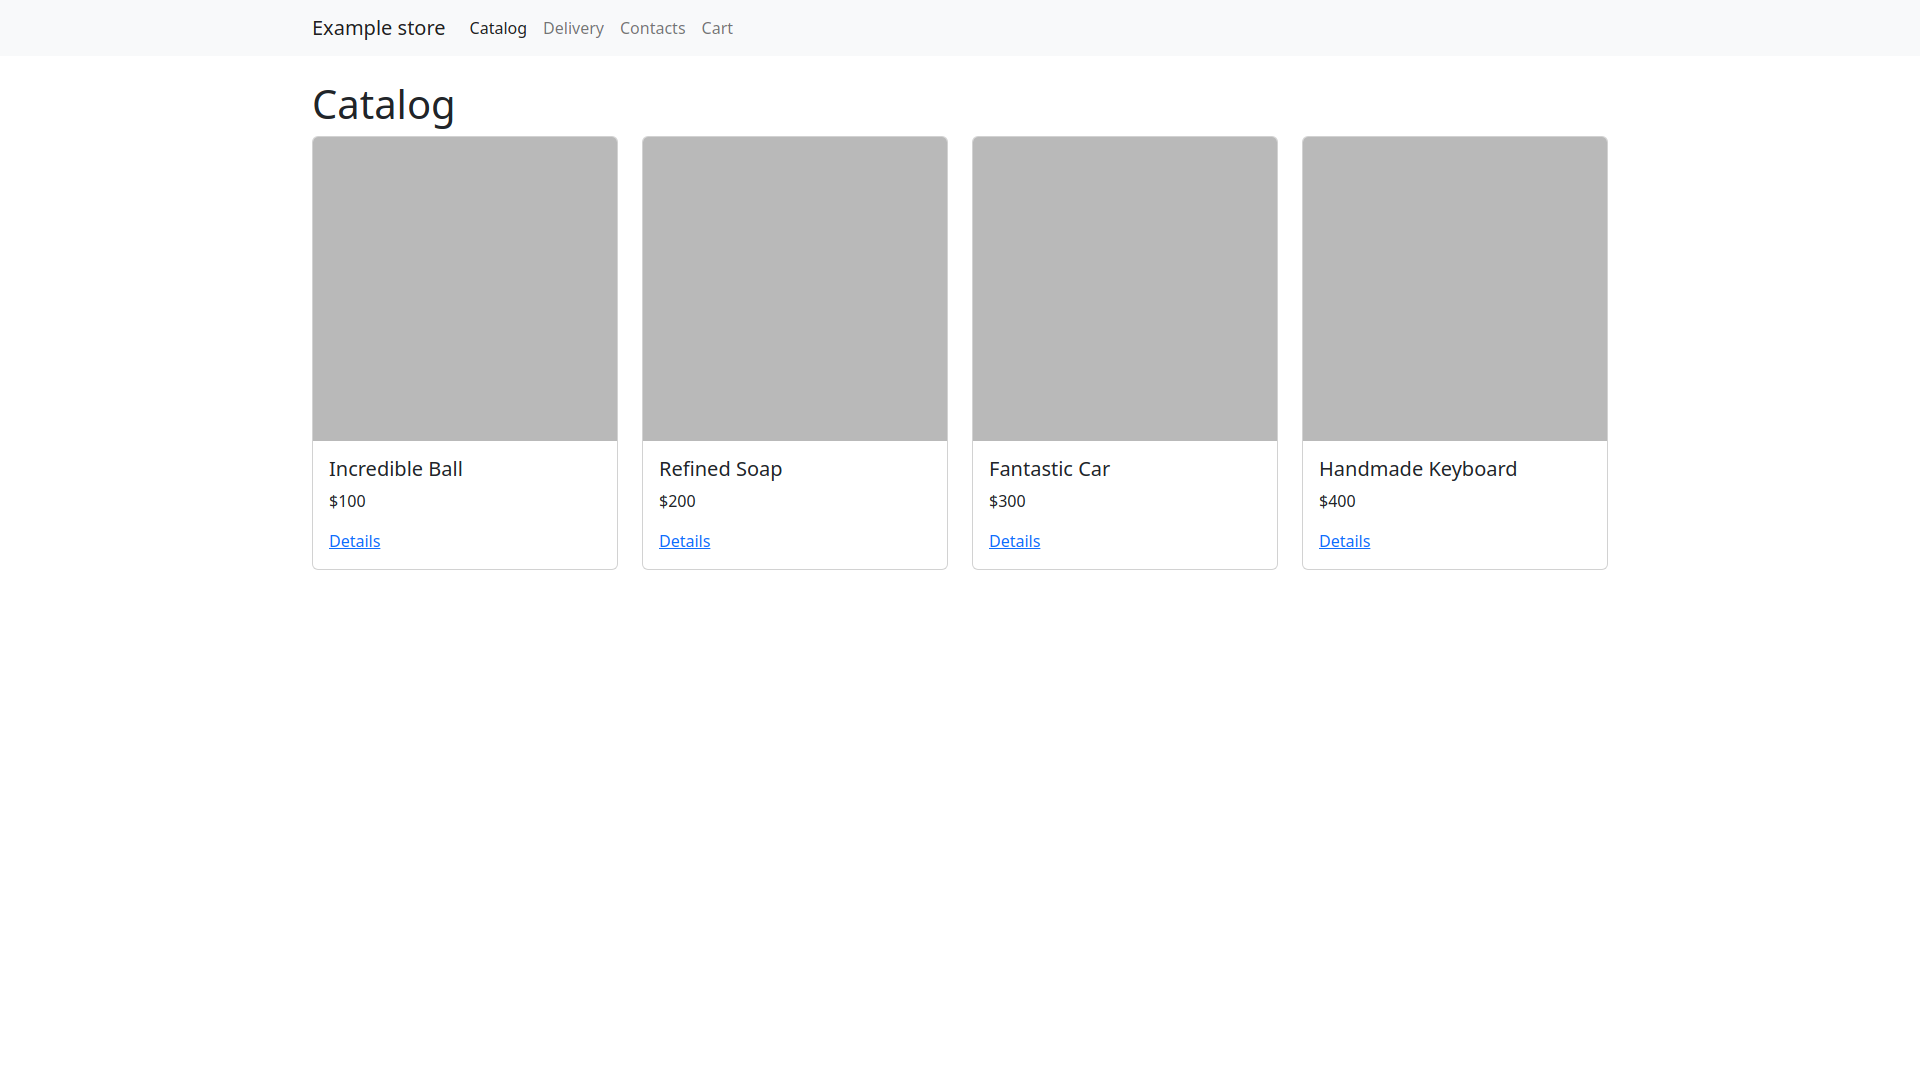 Example store Catalog Delivery Contacts Cart
Catalog
Incredible Ball
$100
Details
Refined Soap
$200
Details
Fantastic Car
$300
Details
Handmade Keyboard
$400
Details